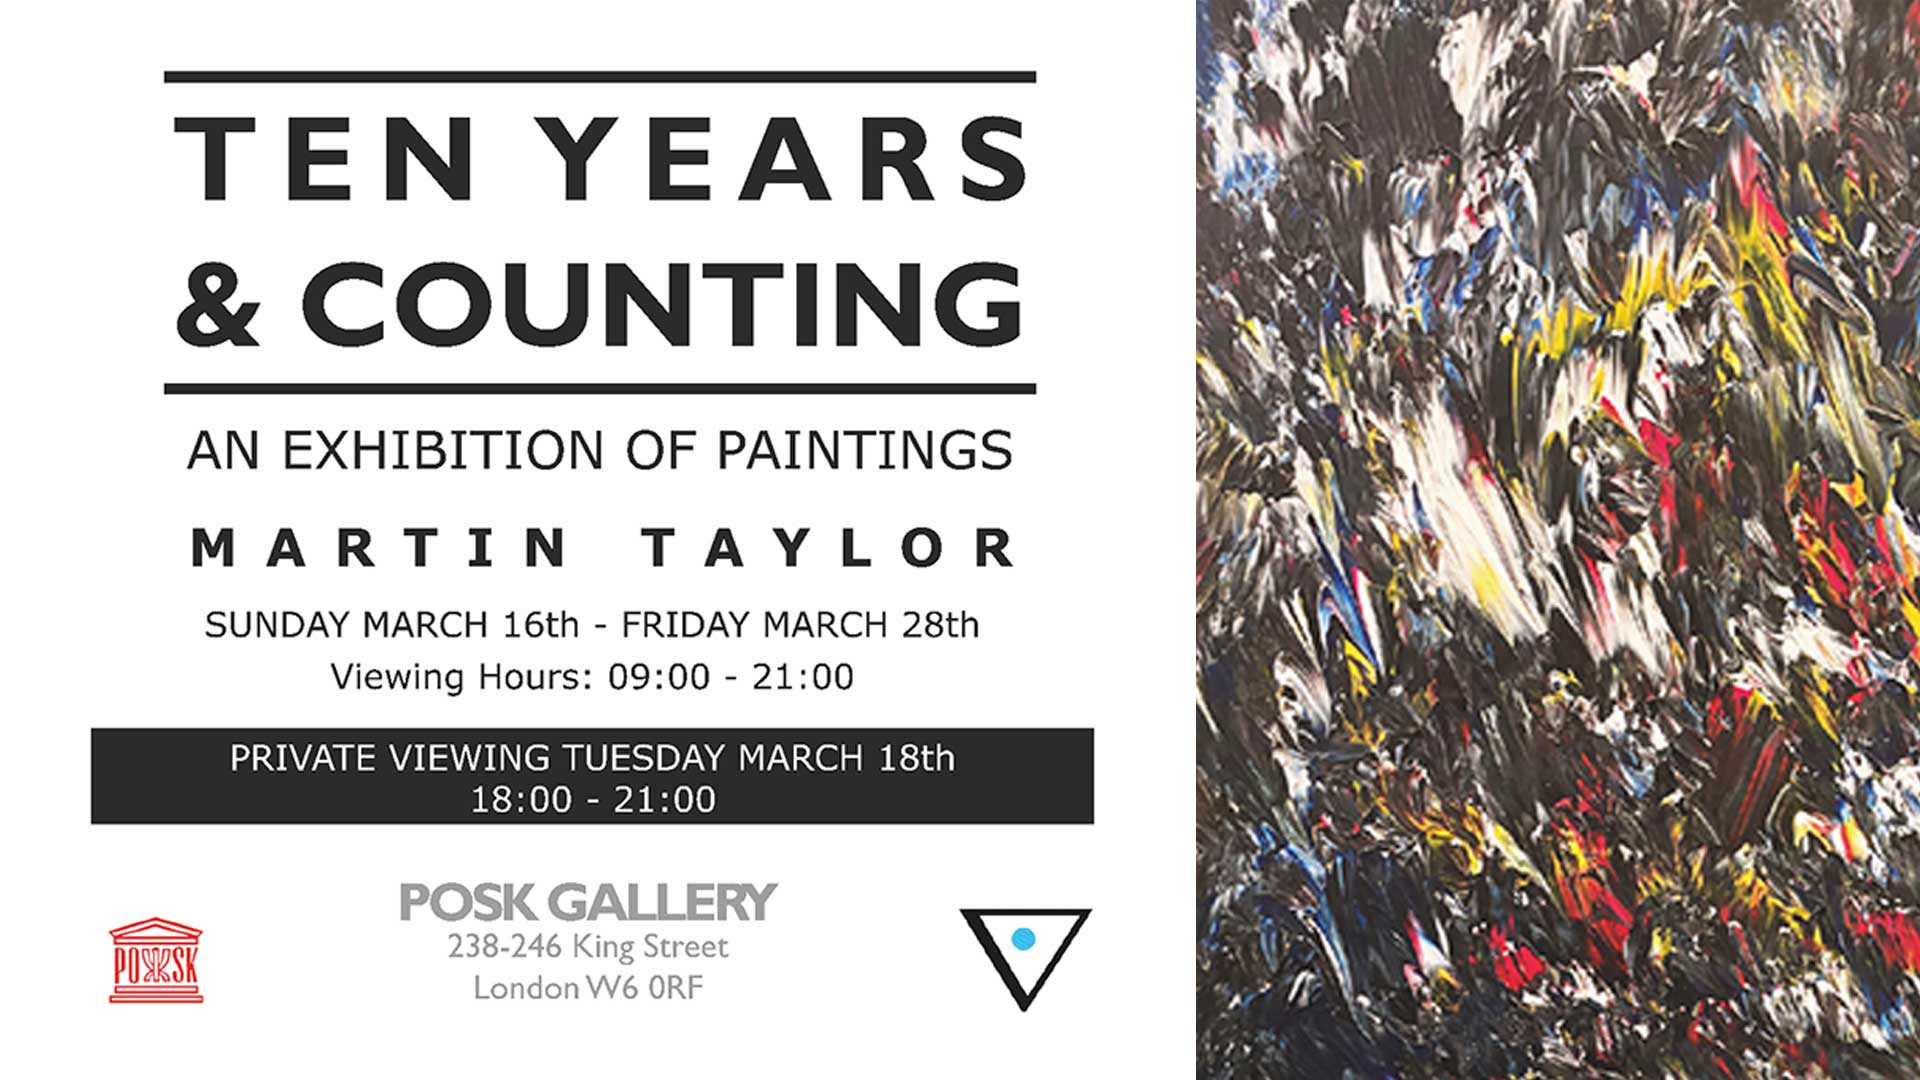 TEN YEARS
& COUNTING
AN EXHIBITION OF PAINTINGS
MARTIN TAYLOR
SUNDAY MARCH 16th - FRIDAY MARCH 28th
Viewing Hours: 09:00 - 21:00
PRIVATE VIEWING TUESDAY MARCH 18th
18:00 - 21:00
POSK GALLERY
238-246 King Street
London W6 0RF
POSK